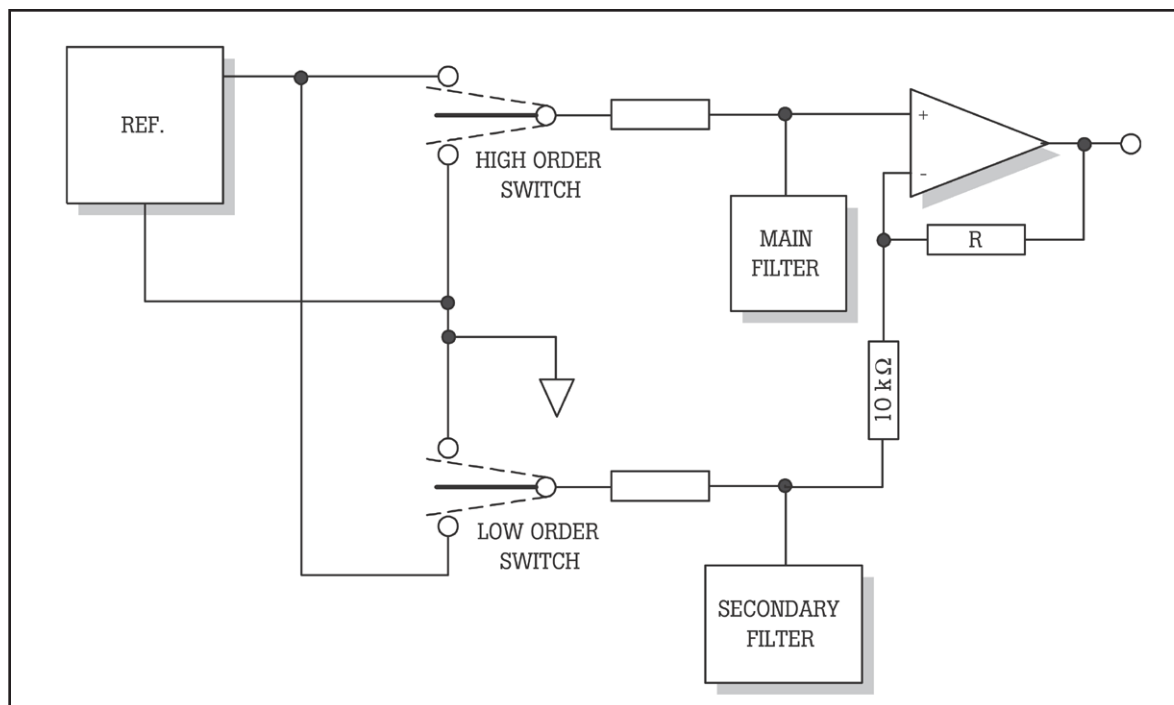 REF.
HIGH ORDER
SWITCH
+
-
MAIN
FILTER
R
10 kΩ
LOW ORDER
SWITCH
SECONDARY
FILTER